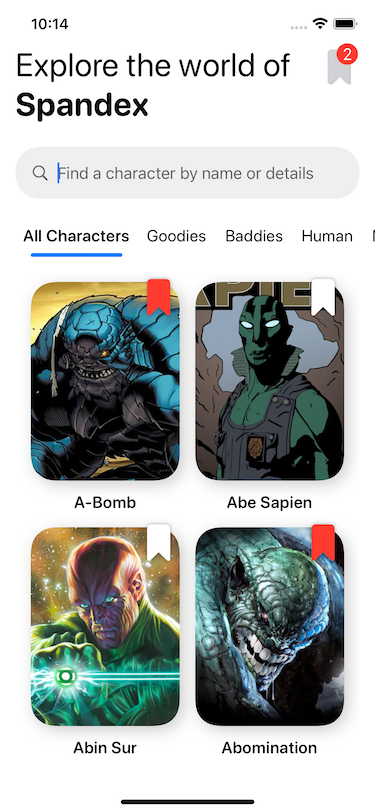 10:14
Explore the world of
Spandex
2
Find a character by name or details
All Characters Goodies Baddies Human
A-Bomb
Abe Sapien
Abin Sur
Abomination